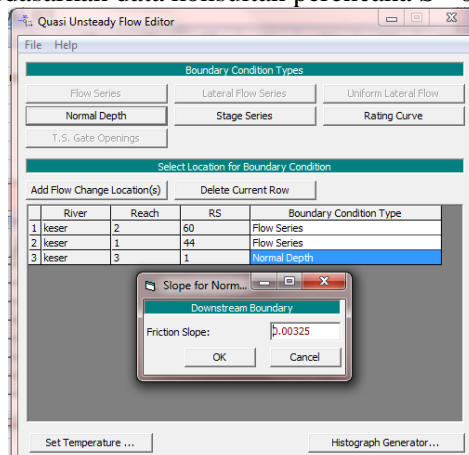 data konsultan perencana
Quasi Unsteady Flow Editor
File Help
Boundary Condition Types
Flow Series Lateral Flow Series Uniform Lateral Flow
Normal Depth Stage Series Rating Curve
T.S. Gate Openings
Select Location for Boundary Condition
Add Flow Change Location(s) Delete Current Row
River Reach RS Boundary Condition Type
1 keser 2 60 Flow Series
2 keser 1 44 Flow Series
3 keser 3 1 Normal Depth
Slope for Norm...
Downstream Boundary
Friction Slope: 0.00325
OK Cancel
Set Temperature ... Histograph Generator...